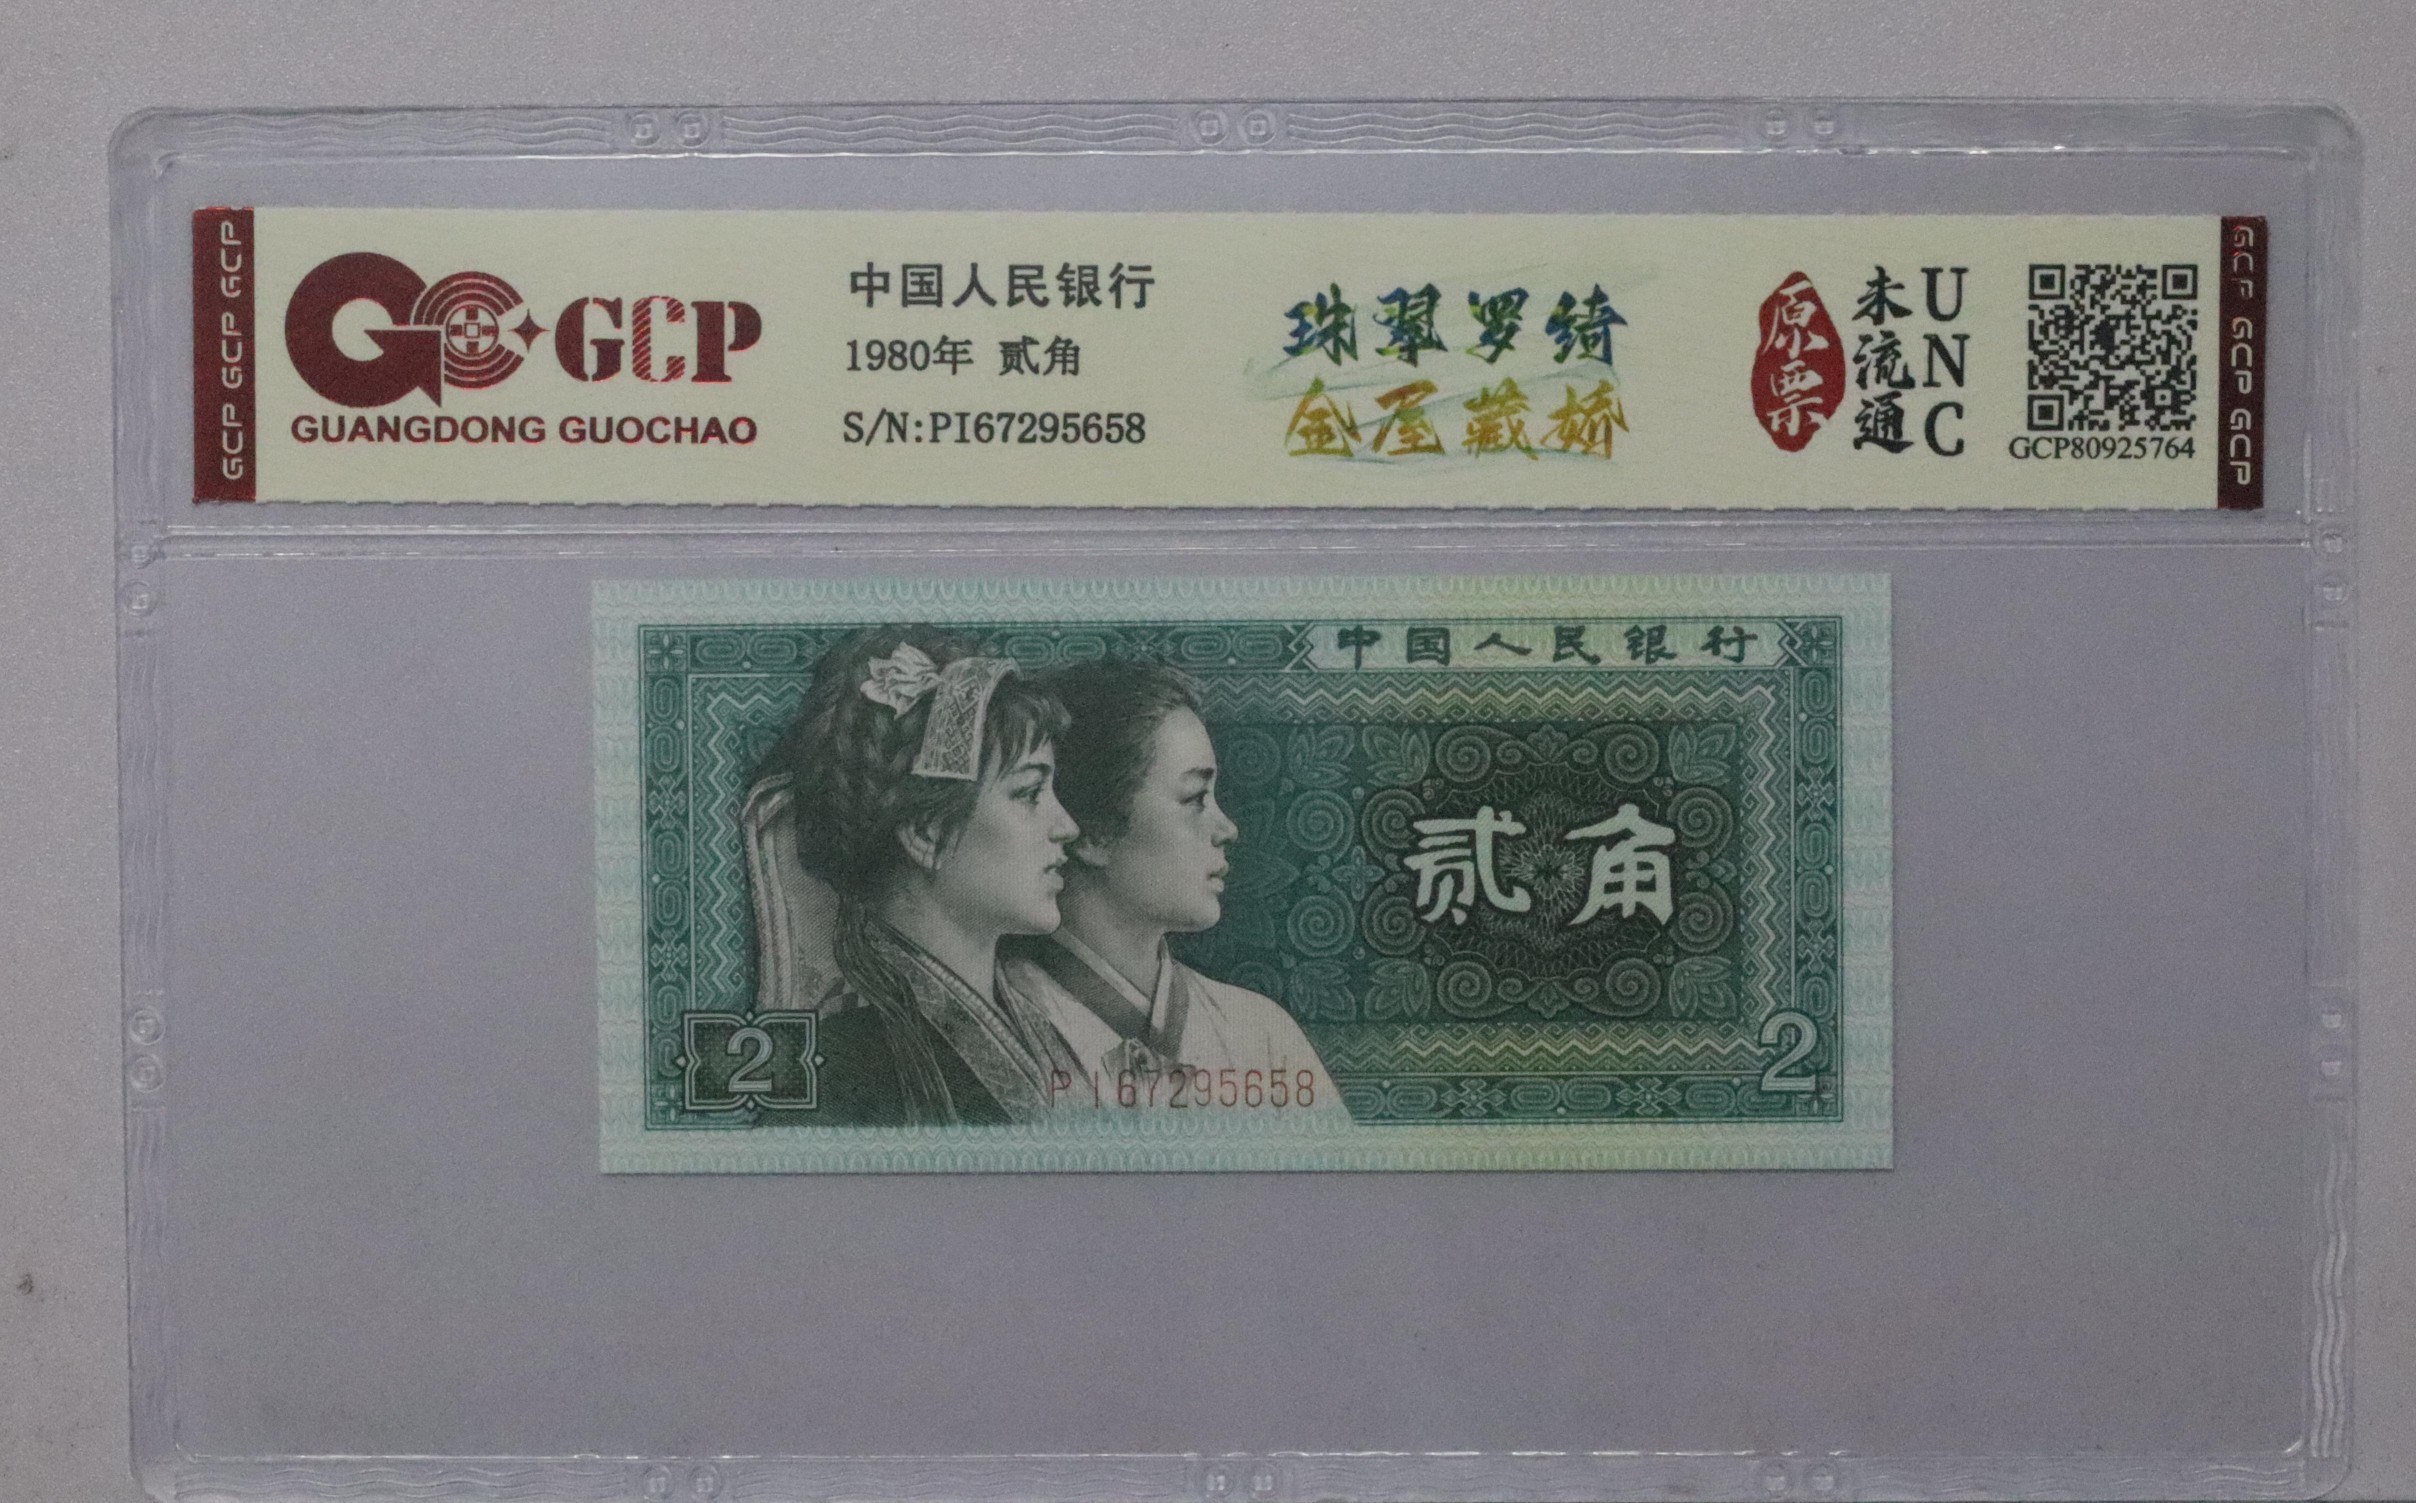 GCP GCP GCP GCP
GCP
GUANGDONG GUOCHAO
中国人民银行
1980年 贰角
S/N:PI67295658
珠翠罗绮
金屋藏娇
原票
未流通
UNC
GCP80925764
GCP GCP GCP GCP
中国人民银行
贰角
2
2
PI67295658